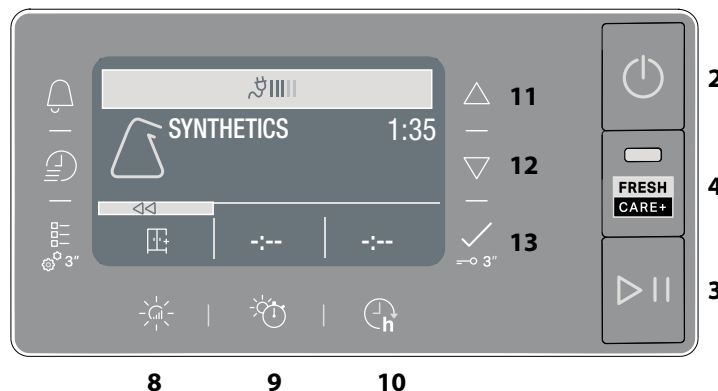 2
11
SYNTHETICS 1:35
12
FRESH
CARE+
4
-:-- -:--
3" 3"
13
3
h
8 9 10